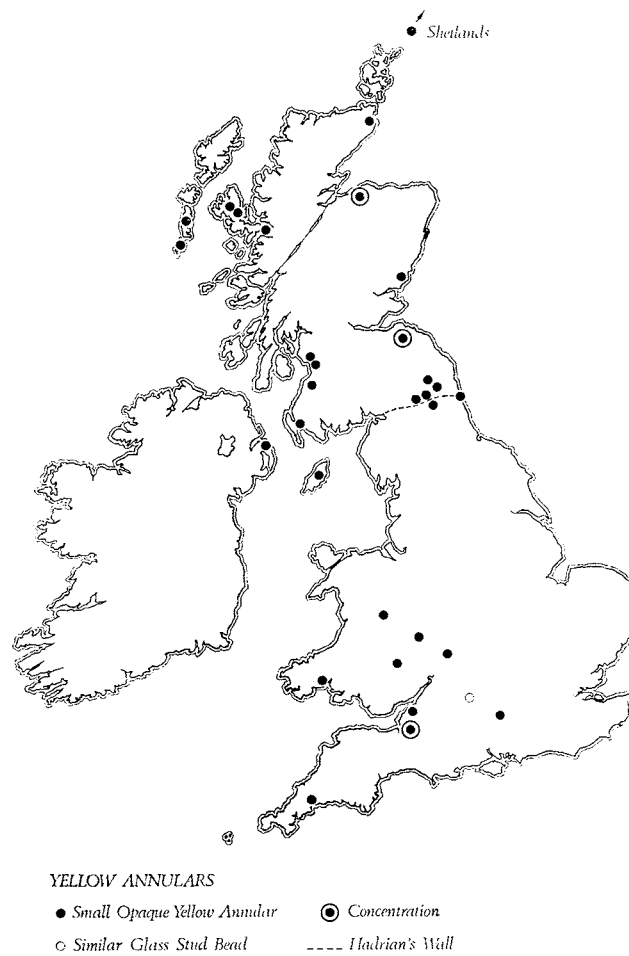 Shetlands
YELLOW ANNULARS
Small Opaque Yellow Annular
Concentration
Similar Glass Stud Bead
Hadrian's Wall